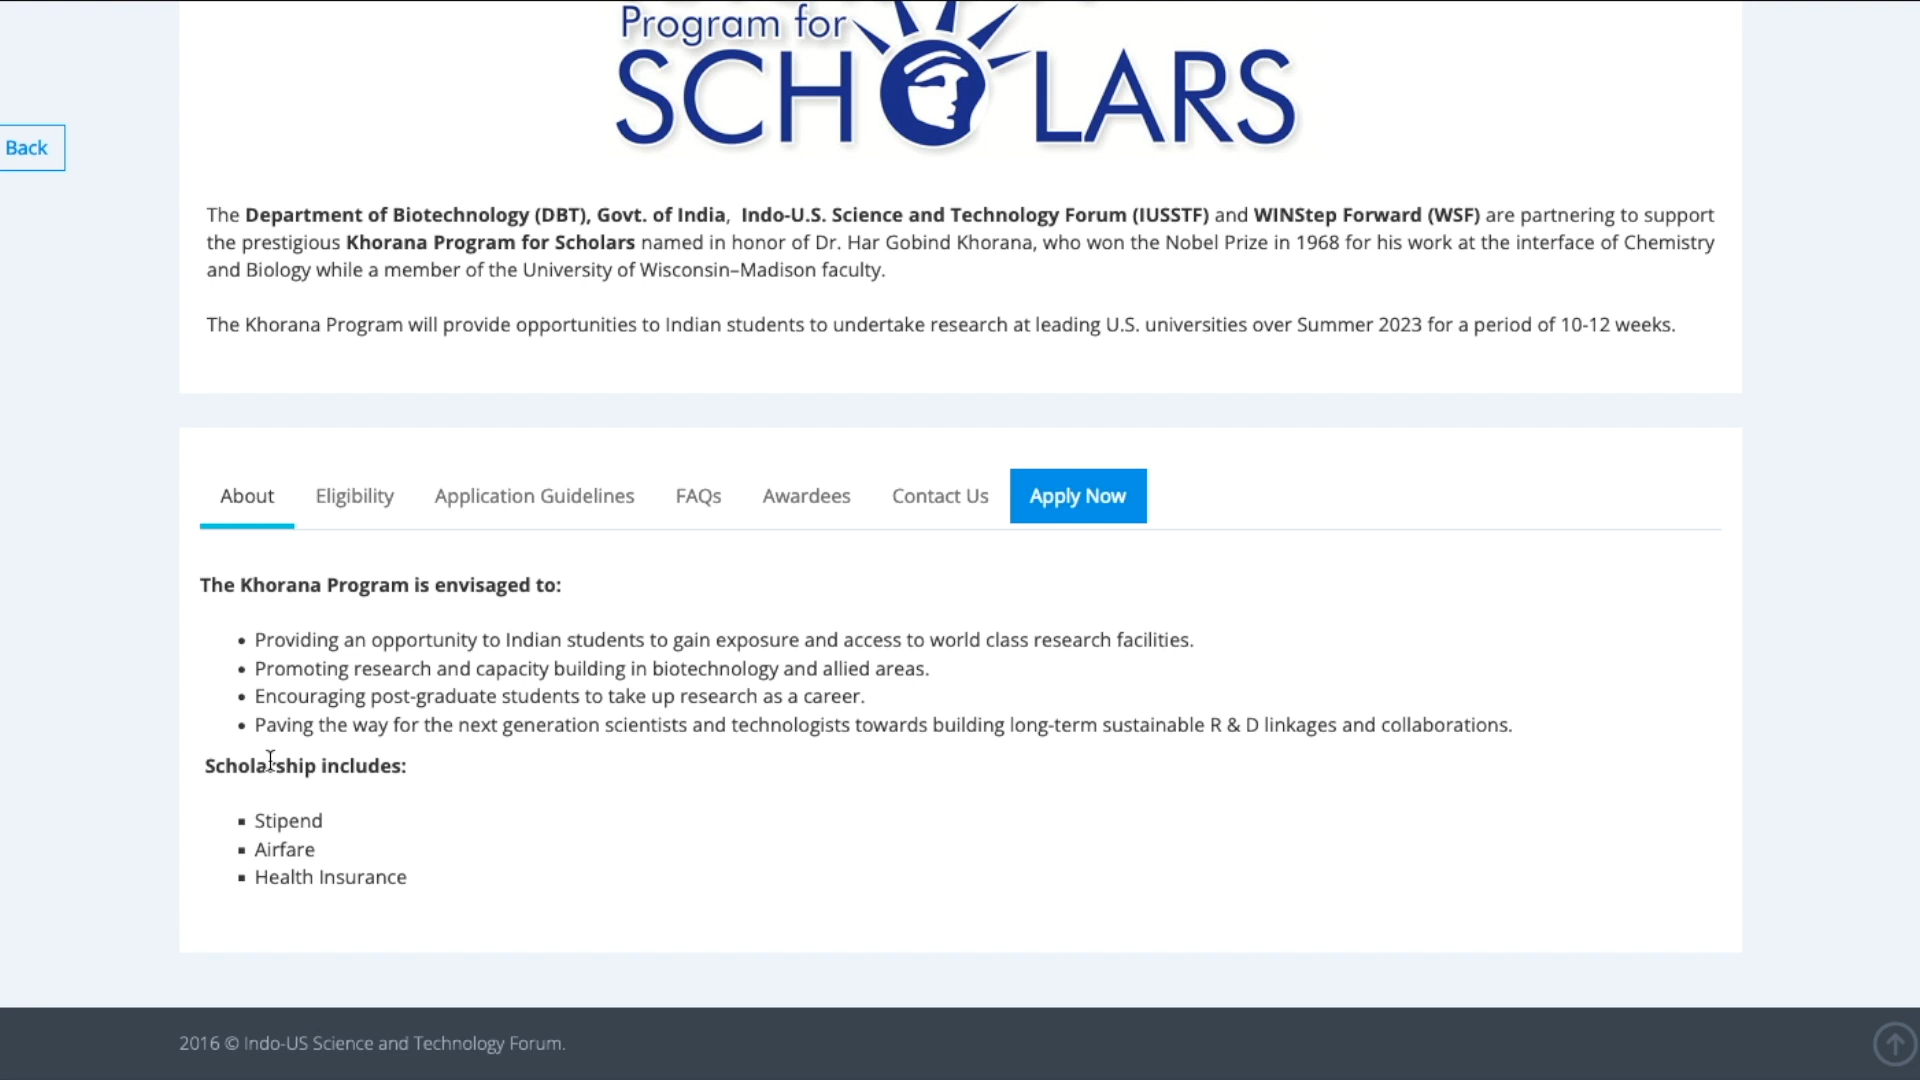 Program for
SCHOLARS
Back
The Department of Biotechnology (DBT), Govt. of India, Indo-U.S. Science and Technology Forum (IUSSTF) and WINStep Forward (WSF) are partnering to support
the prestigious Khorana Program for Scholars named in honor of Dr. Har Gobind Khorana, who won the Nobel Prize in 1968 for his work at the interface of Chemistry
and Biology while a member of the University of Wisconsin–Madison faculty.
The Khorana Program will provide opportunities to Indian students to undertake research at leading U.S. universities over Summer 2023 for a period of 10-12 weeks.
About Eligibility Application Guidelines FAQs Awardees Contact Us Apply Now
The Khorana Program is envisaged to:
• Providing an opportunity to Indian students to gain exposure and access to world class research facilities.
• Promoting research and capacity building in biotechnology and allied areas.
• Encouraging post-graduate students to take up research as a career.
• Paving the way for the next generation scientists and technologists towards building long-term sustainable R & D linkages and collaborations.
Scholarship includes:
▪ Stipend
▪ Airfare
▪ Health Insurance
2016 © Indo-US Science and Technology Forum.